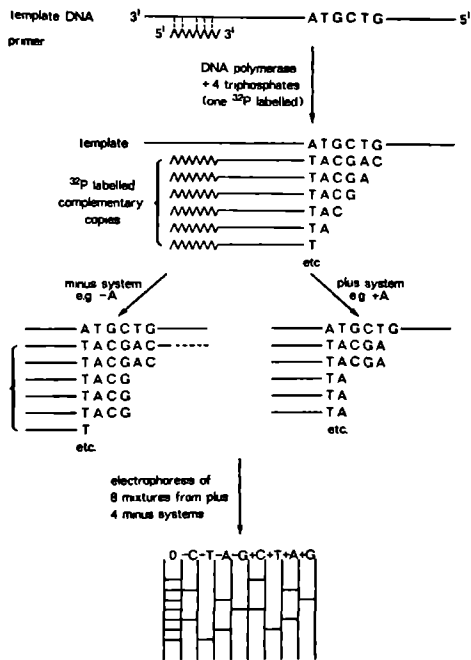 template DNA 3' ATGCTG 5'
primer 5' 3'
DNA polymerase
+ 4 triphosphates
(one 32P labelled)
template ATGCTG
32P labelled
complementary
copies
TACGAC
TACGA
TACG
TAC
TA
T
etc
minus system
e.g -A
plus system
e.g +A
ATGCTG
TACGAC
TACGAC
TACG
TACG
TACG
T
etc.
ATGCTG
TACGA
TACGA
TA
TA
TA
etc.
electrophoresis of
8 mixtures from plus
4 minus systems
0 -C-T-A-G+C+T+A+G